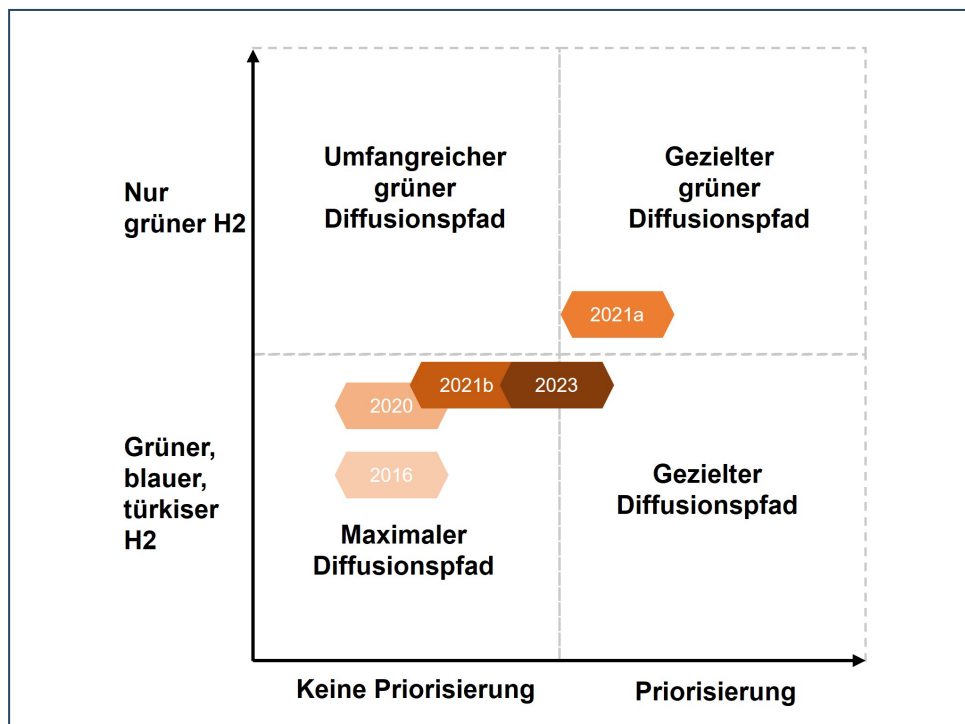 Umfangreicher
grüner
Diffusionspfad
Gezielter
grüner
Diffusionspfad
Nur
grüner H2
2021a
2021b
2023
2020
2016
Grüner,
blauer,
türkiser
H2
Gezielter
Diffusionspfad
Maximaler
Diffusionspfad
Keine Priorisierung
Priorisierung